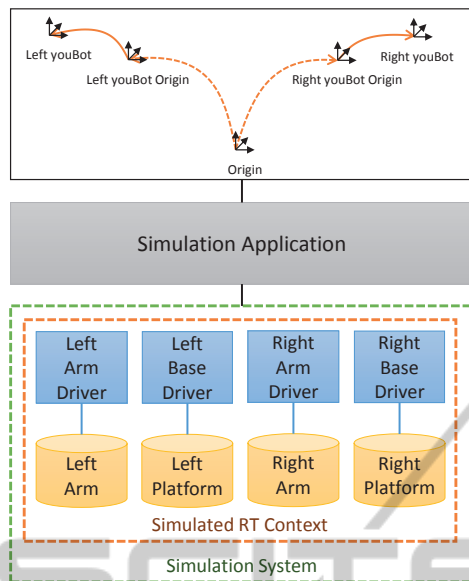 Left youBot
Right youBot
Left youBot Origin
Right youBot Origin
Origin
Simulation Application
Left
Arm
Driver
Left
Base
Driver
Right
Arm
Driver
Right
Base
Driver
Left
Arm
Left
Platform
Right
Arm
Right
Platform
Simulated RT Context
Simulation System